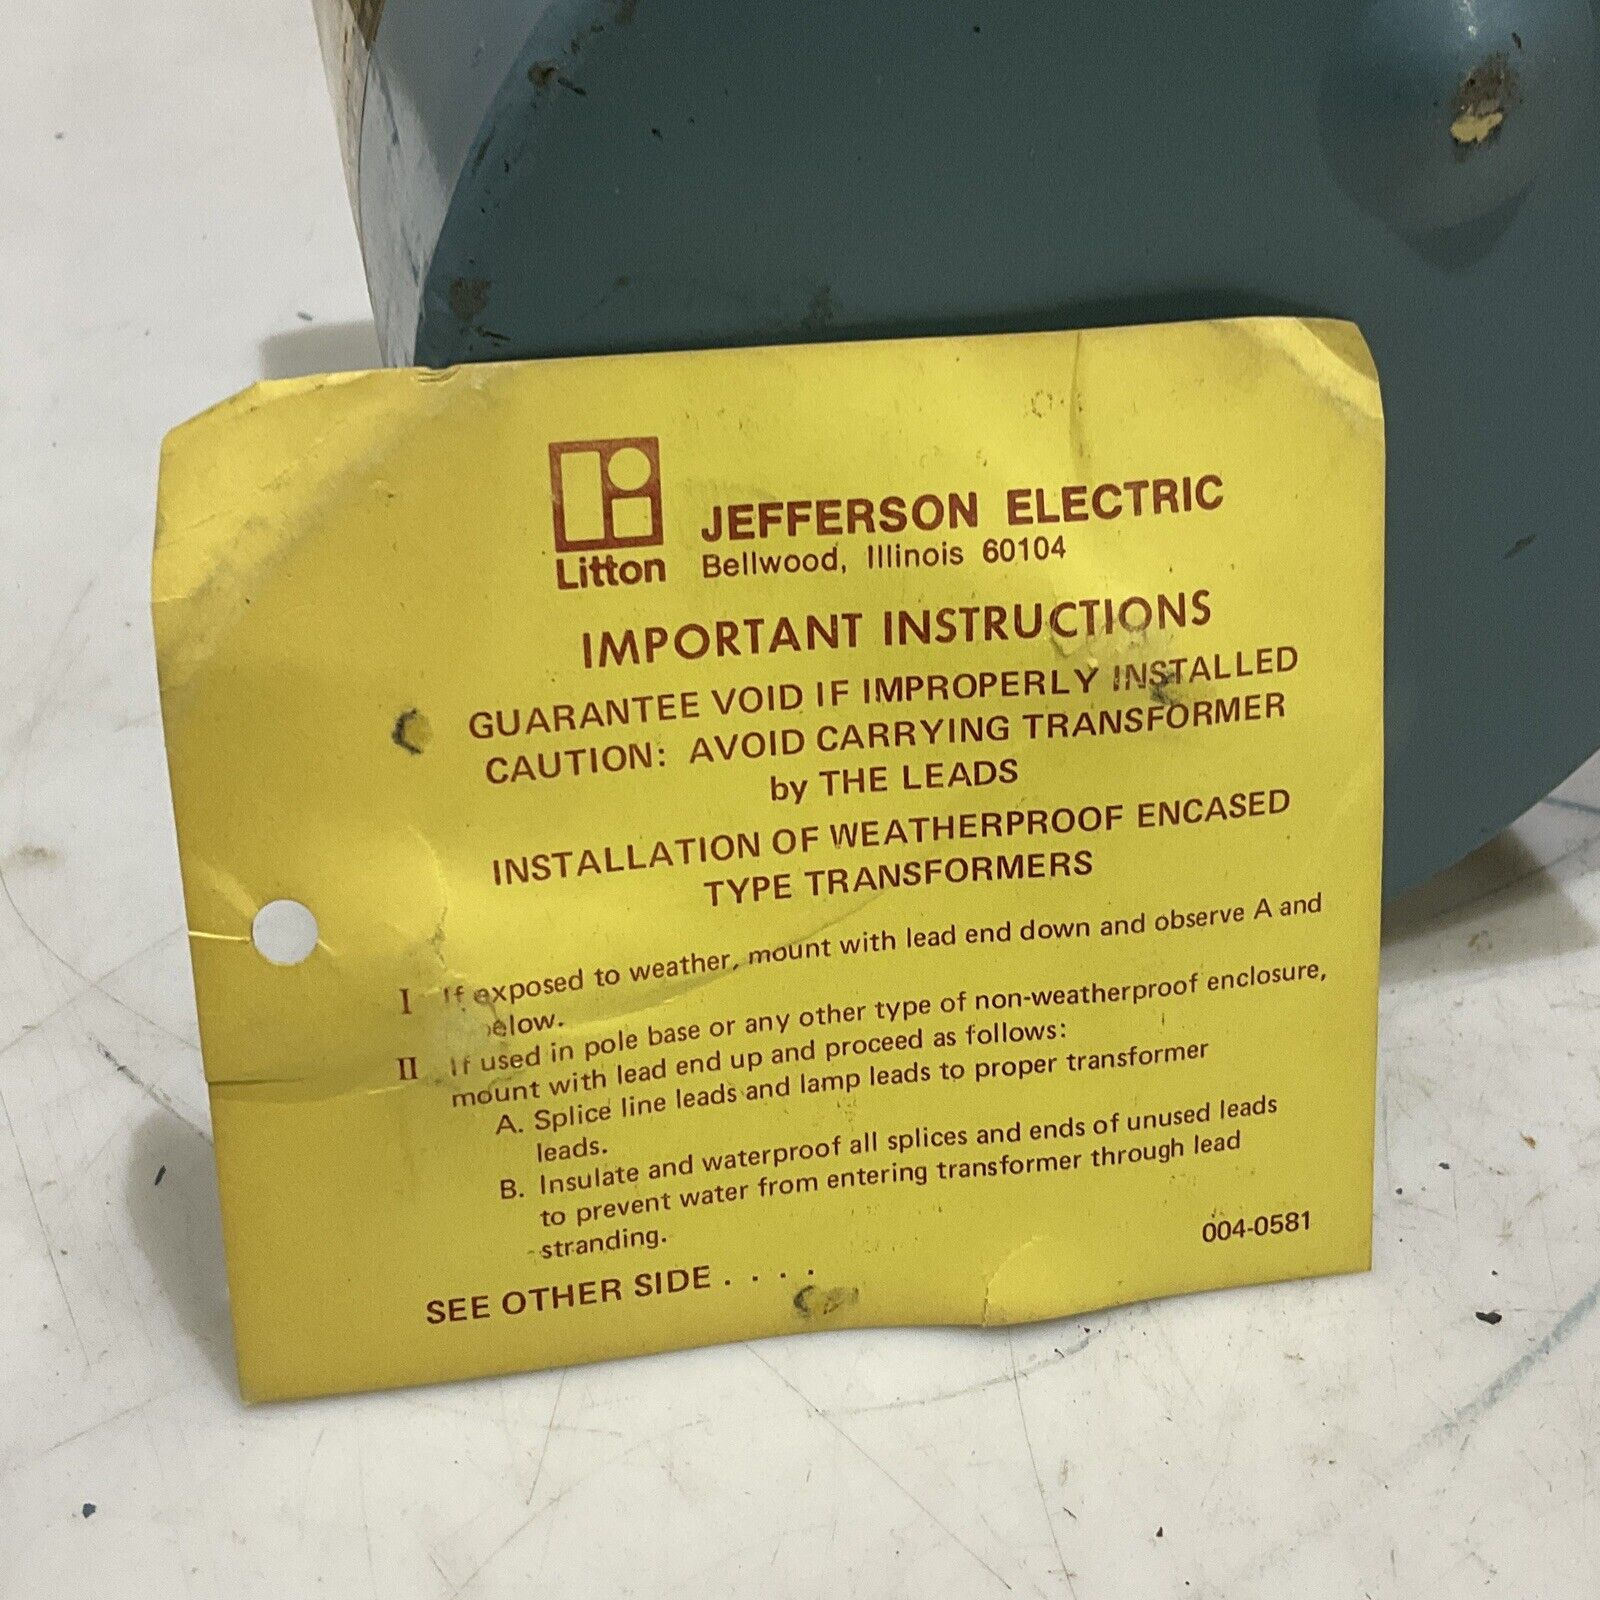 Litton
JEFFERSON ELECTRIC
Bellwood, Illinois 60104
IMPORTANT INSTRUCTIONS
GUARANTEE VOID IF IMPROPERLY INSTALLED
CAUTION: AVOID CARRYING TRANSFORMER
by THE LEADS
INSTALLATION OF WEATHERPROOF ENCASED
TYPE TRANSFORMERS
I If exposed to weather, mount with lead end down and observe A and
below.
II If used in pole base or any other type of non-weatherproof enclosure,
mount with lead end up and proceed as follows:
A. Splice line leads and lamp leads to proper transformer
leads.
B. Insulate and waterproof all splices and ends of unused leads
to prevent water from entering transformer through lead
stranding.
004-0581
SEE OTHER SIDE . . . .